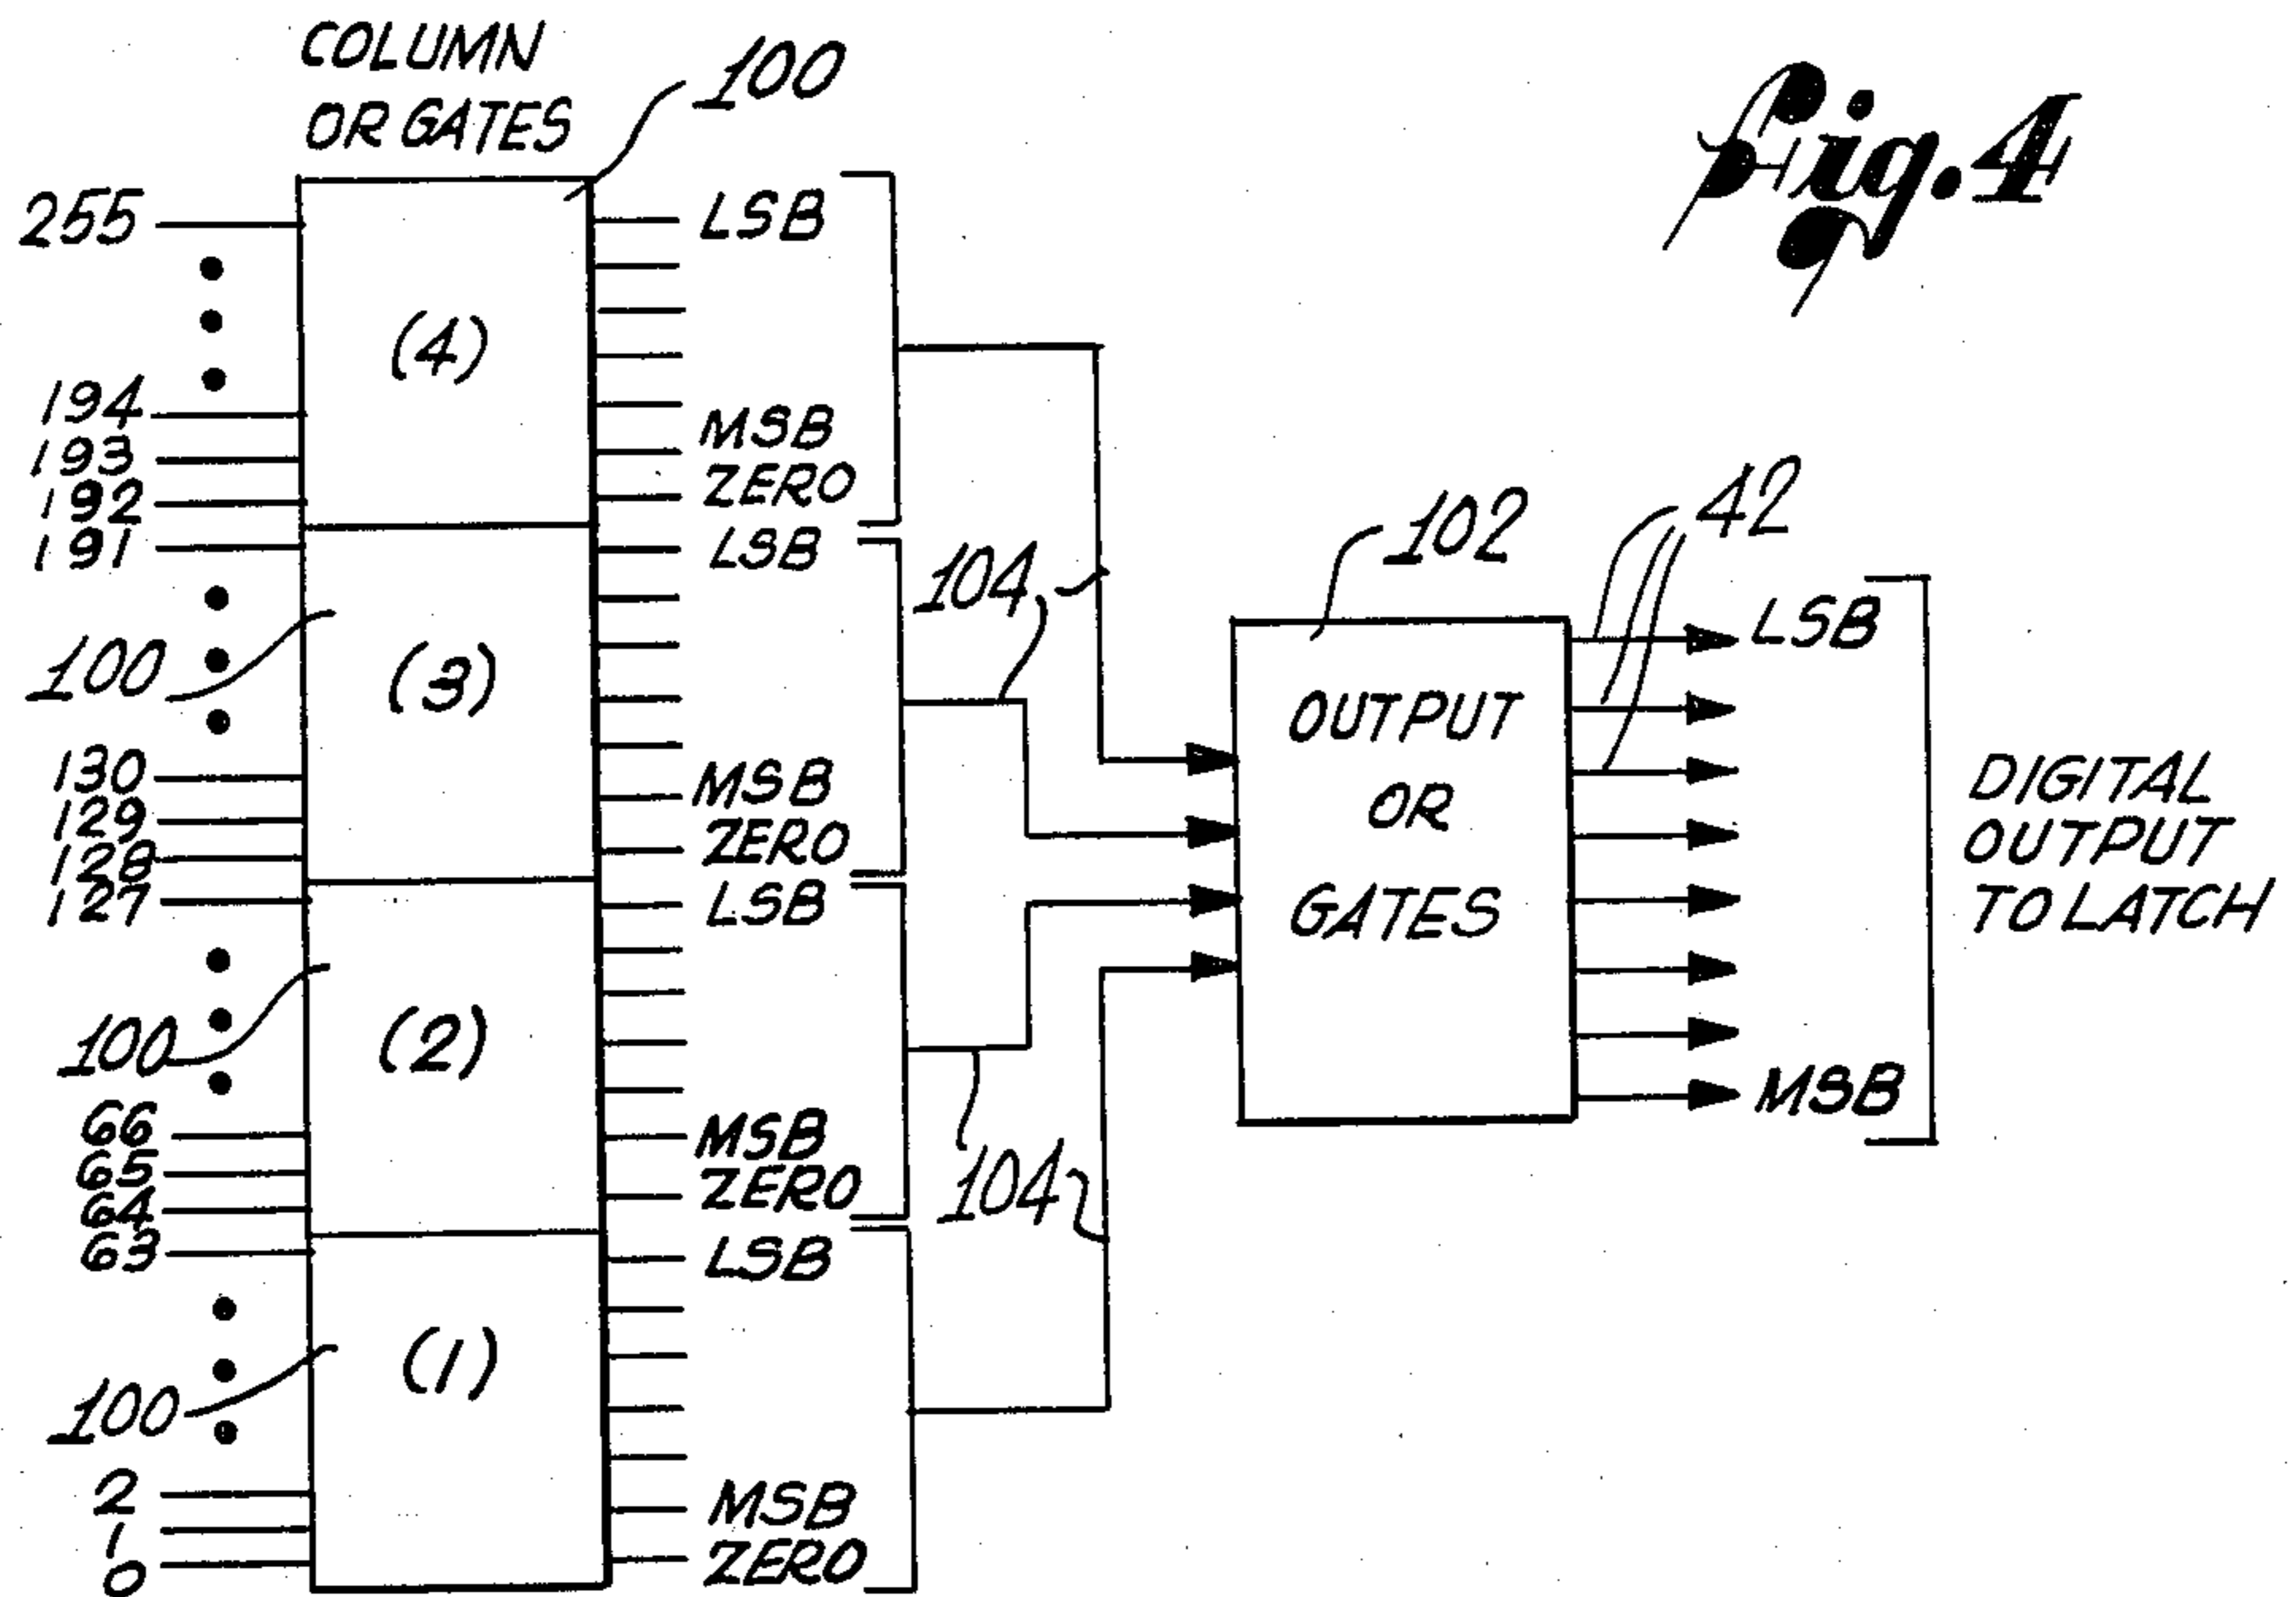 COLUMN
OR GATES
100
Fig. 4
255
LSB
(4)
194
193
192
MSB
ZERO
191
LSB
100
(3)
130
129
128
MSB
ZERO
127
LSB
100
(2)
66
65
64
MSB
ZERO
63
LSB
100
(1)
2
1
0
MSB
ZERO
104
104
102
OUTPUT
OR
GATES
42
LSB
MSB
DIGITAL
OUTPUT
TO LATCH